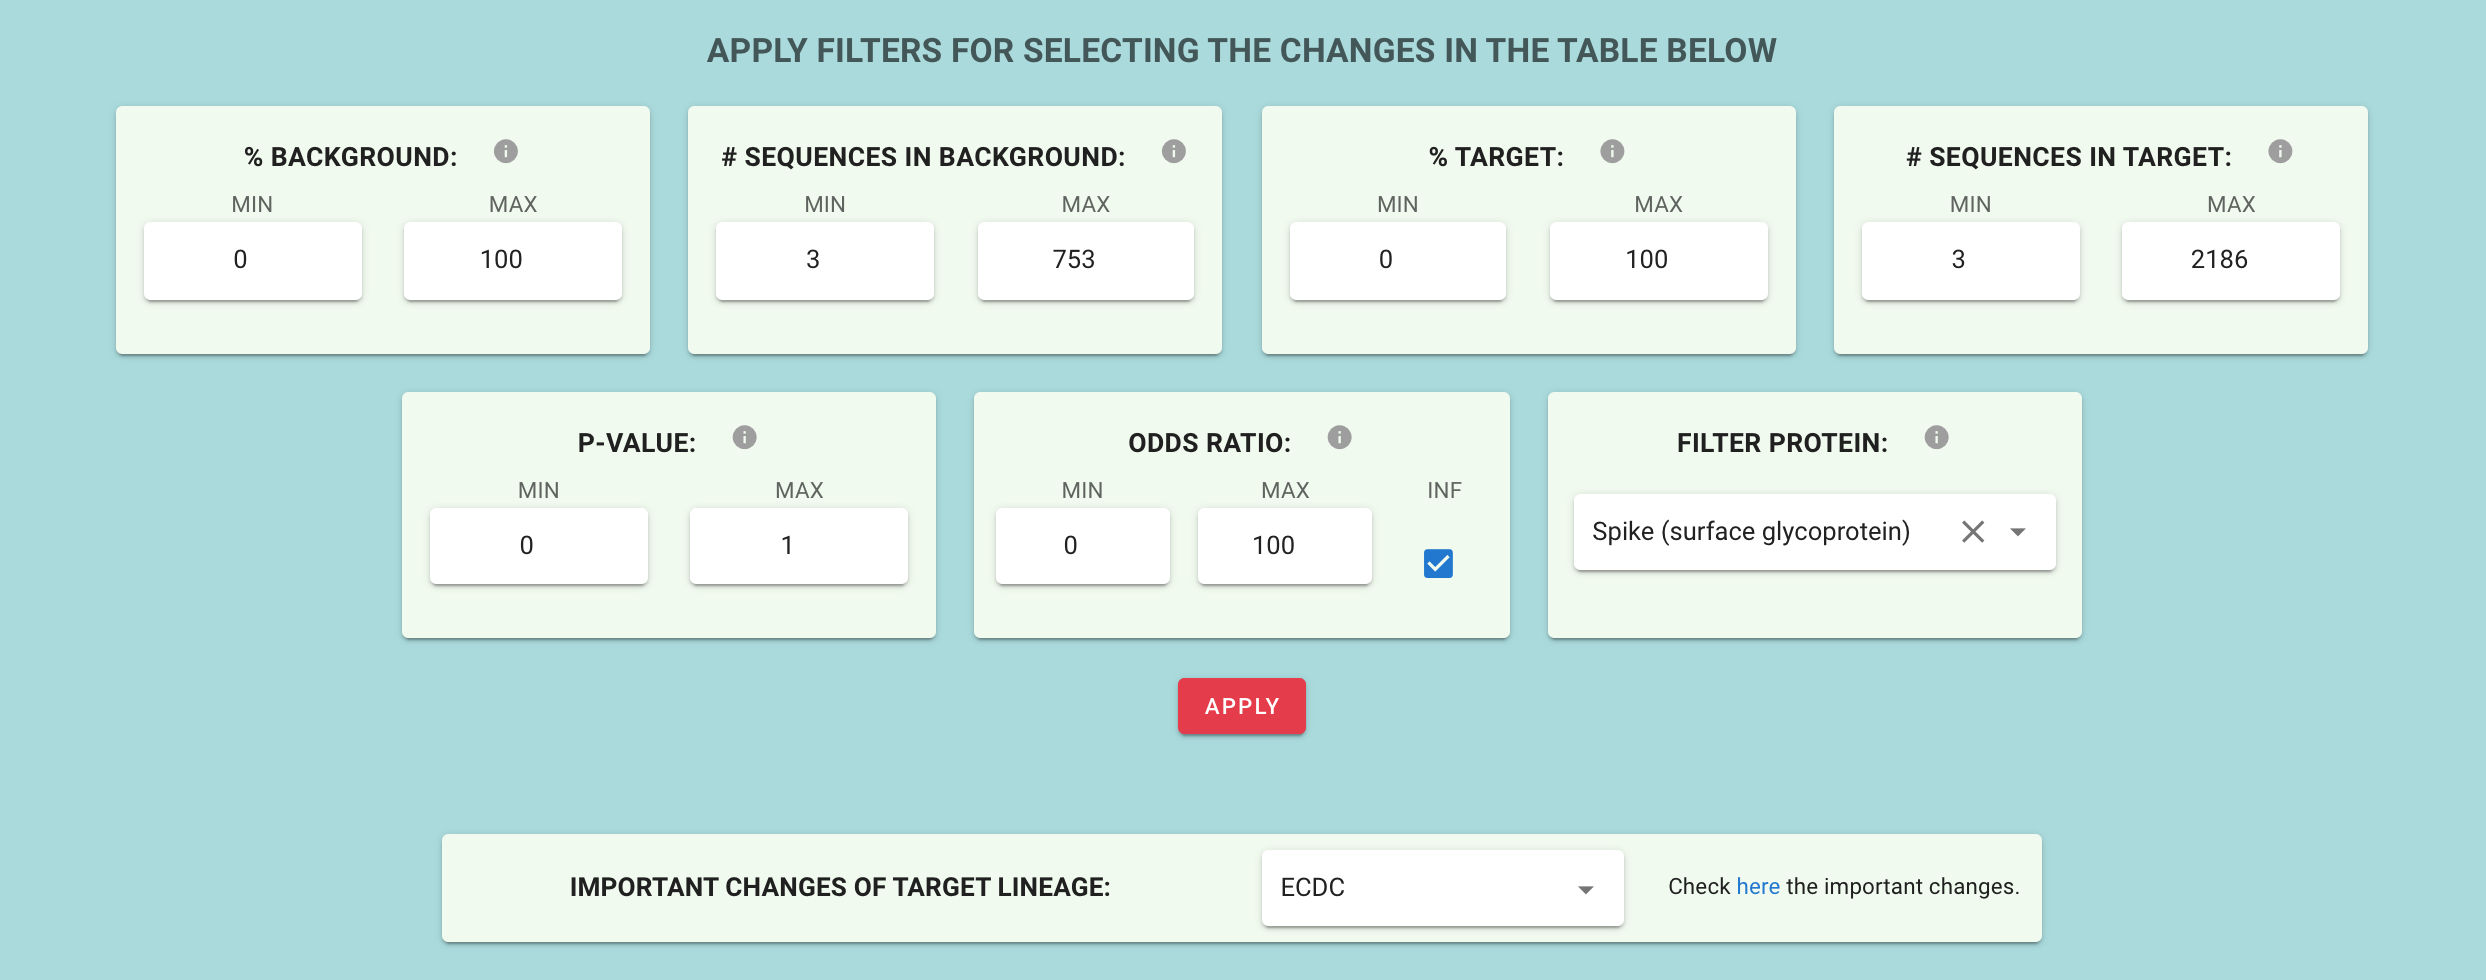 APPLY FILTERS FOR SELECTING THE CHANGES IN THE TABLE BELOW
% BACKGROUND:
MIN MAX
0 100
# SEQUENCES IN BACKGROUND:
MIN MAX
3 753
% TARGET:
MIN MAX
0 100
# SEQUENCES IN TARGET:
MIN MAX
3 2186
P-VALUE:
MIN MAX
0 1
ODDS RATIO:
MIN MAX INF
0 100
FILTER PROTEIN:
Spike (surface glycoprotein)
APPLY
IMPORTANT CHANGES OF TARGET LINEAGE:
ECDC
Check here the important changes.